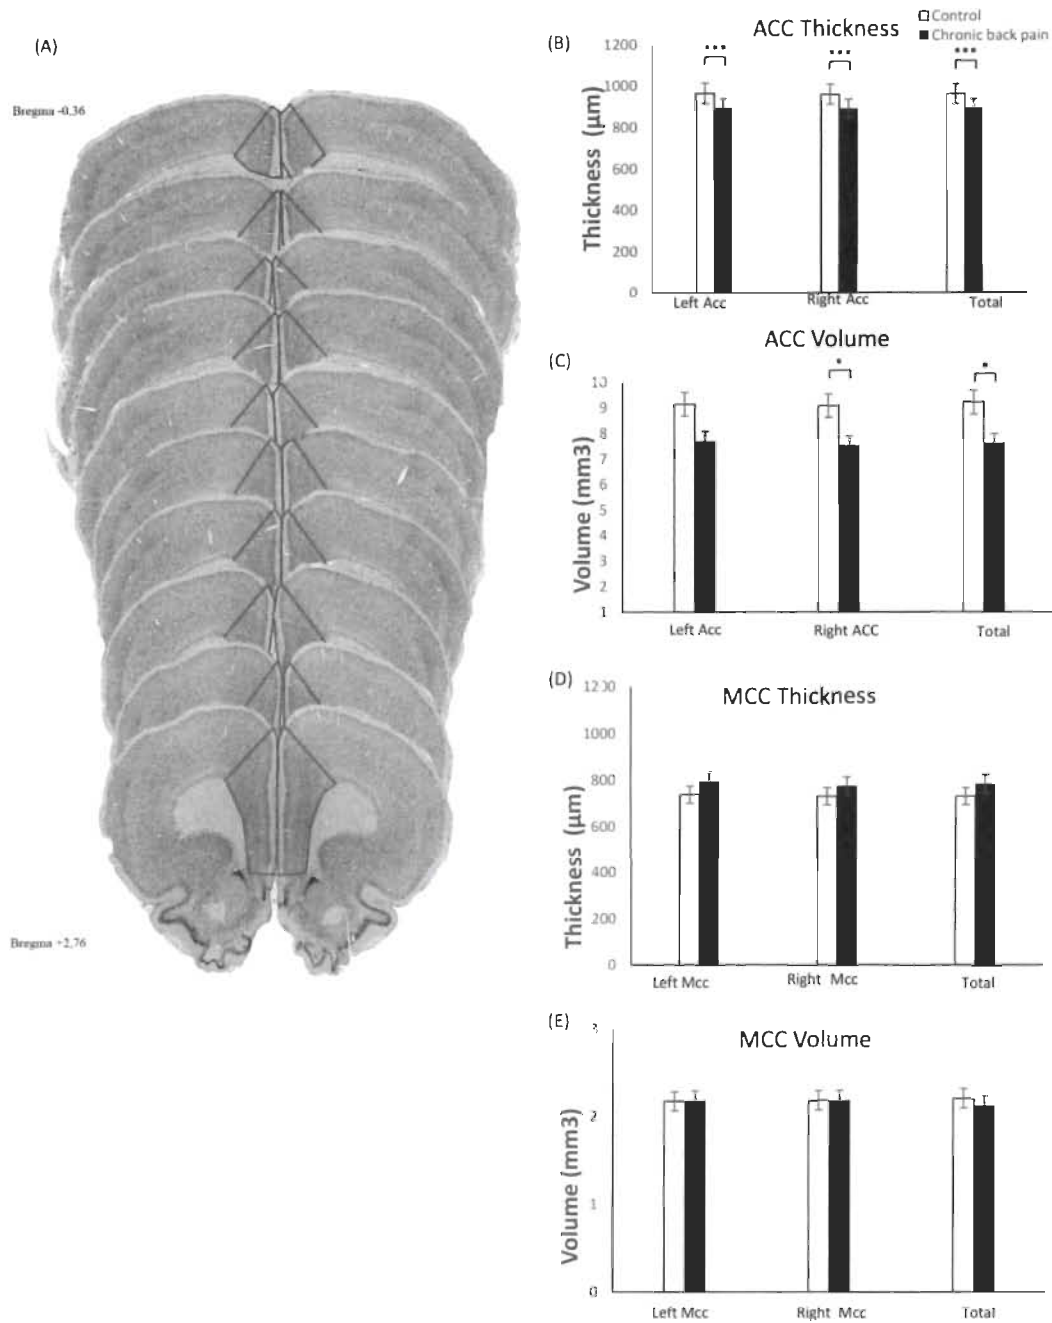 (A)
Bregma -0.36
Bregma +2,76
(B)
ACC Thickness
Control
Chronic back pain
Thickness (µm)
1200
1000
800
600
400
200
0
***
***
***
Left Acc
Right Acc
Total
(C)
ACC Volume
Volume (mm3)
10
9
8
7
6
5
4
3
2
1
*
*
Left Acc
Right ACC
Total
(D)
MCC Thickness
Thickness (µm)
1200
1000
800
600
400
200
0
Left Mcc
Right Mcc
Total
(E)
MCC Volume
Volume (mm3)
3
2
1
0
Left Mcc
Right Mcc
Total